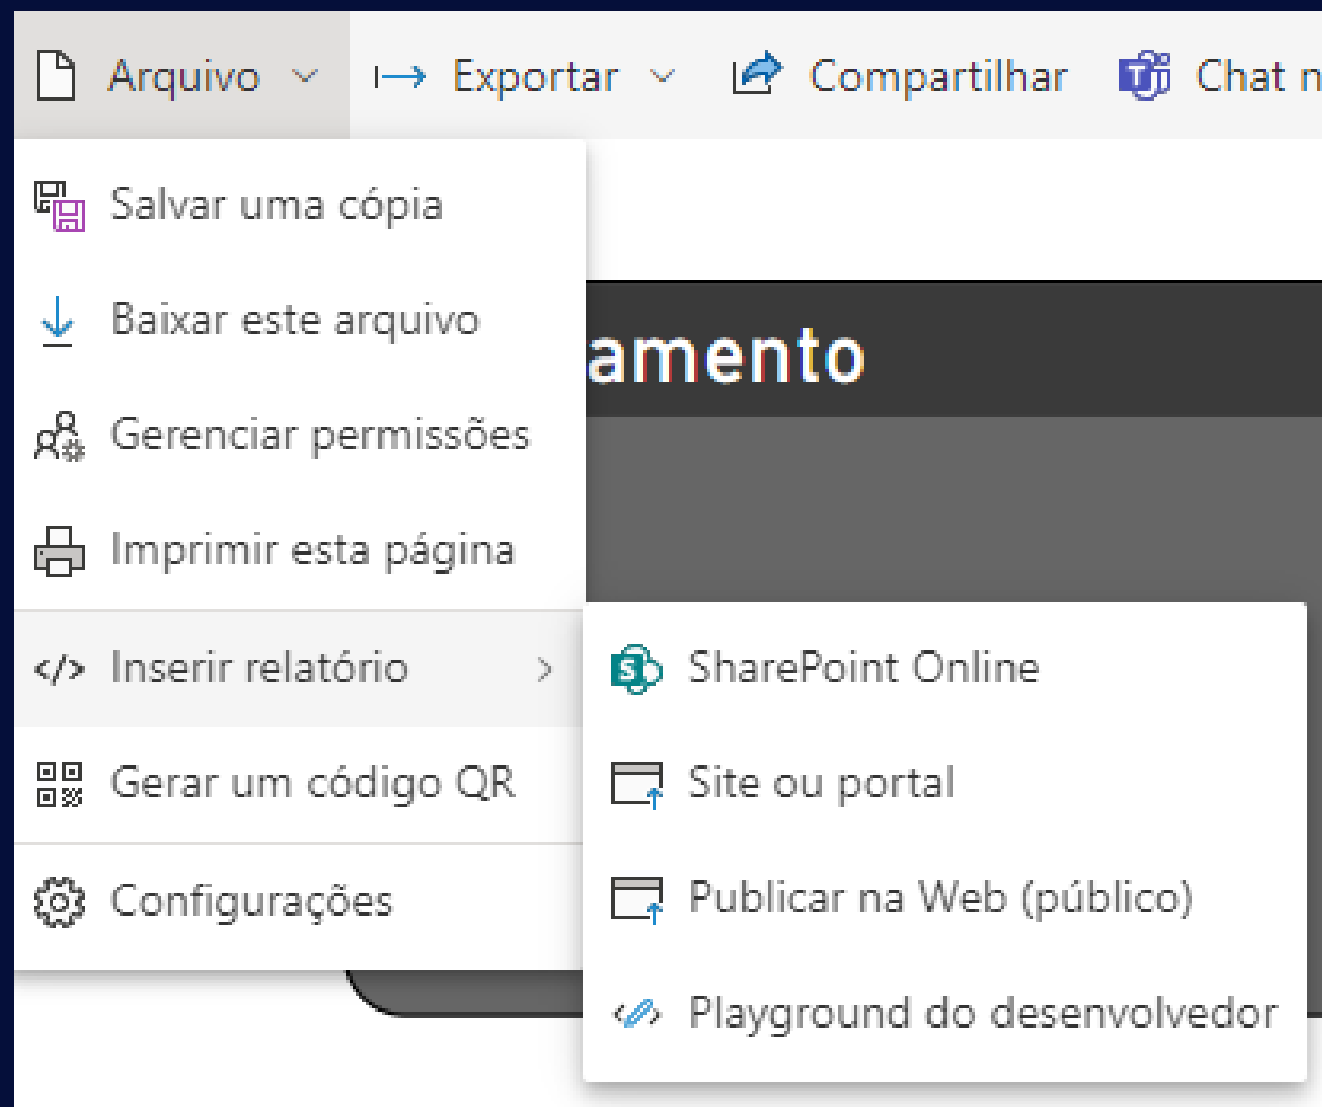 Arquivo
Exportar
Compartilhar
Chat n
Salvar uma cópia
Baixar este arquivo
amento
Gerenciar permissões
Imprimir esta página
Inserir relatório
SharePoint Online
Gerar um código QR
Site ou portal
Configurações
Publicar na Web (público)
Playground do desenvolvedor